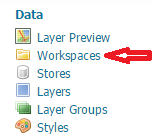 Data
Layer Preview
Workspaces
Stores
Layers
Layer Groups
Styles